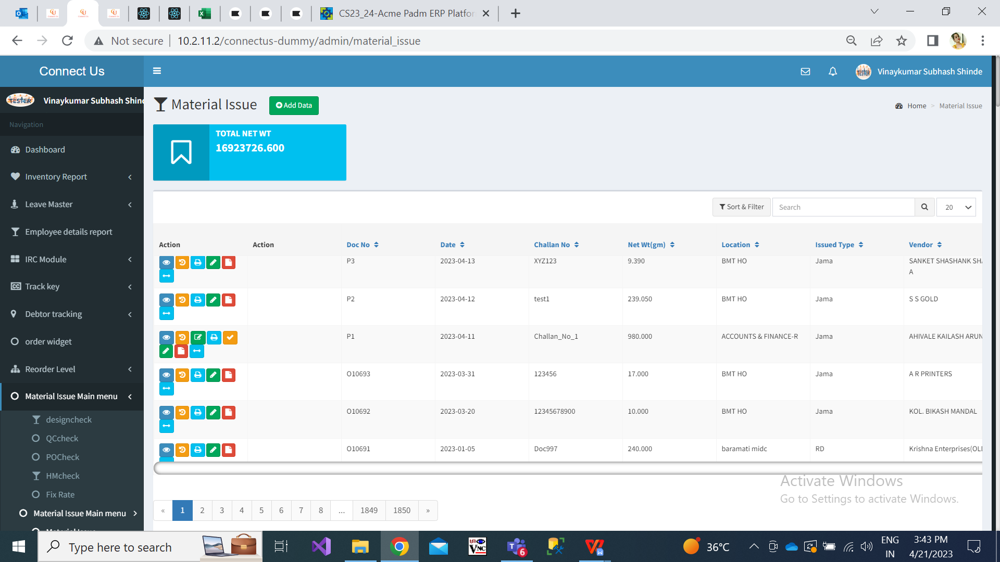 CS23_24-Acme Padm ERP Platfor
Not secure
10.2.11.2/connectus-dummy/admin/material_issue
Connect Us
Vinaykumar Subhash Shinde
TESTER
Vinaykumar Subhash Shin
Navigation
Dashboard
Inventory Report
Leave Master
Employee details report
IRC Module
Track key
Debtor tracking
order widget
Reorder Level
Material Issue Main menu
designcheck
QCcheck
POCheck
HMcheck
Fix Rate
Material Issue Main menu
Material Issue
Material Issue
Add Data
Home > Material Issue
TOTAL NET WT
16923726.600
Sort & Filter
Search
20
Action Action Doc No Date Challan No Net Wt(gm) Location Issued Type Vendor
P3 2023-04-13 XYZ123 9.390 BMT HO Jama SANKET SHASHANK SH
A
P2 2023-04-12 test1 239.050 BMT HO Jama S S GOLD
P1 2023-04-11 Challan_No_1 980.000 ACCOUNTS & FINANCE-R Jama AHIVALE KAILASH ARUN
O10693 2023-03-31 123456 17.000 BMT HO Jama A R PRINTERS
O10692 2023-03-20 12345678900 10.000 BMT HO Jama KOL. BIKASH MANDAL
O10691 2023-01-05 Doc997 240.000 baramati midc RD Krishna Enterprises(OL
Activate Windows
Go to Settings to activate Windows.
« 1 2 3 4 5 6 7 8 ... 1849 1850 »
Type here to search
6
36°C
ENG
IN
3:43 PM
4/21/2023